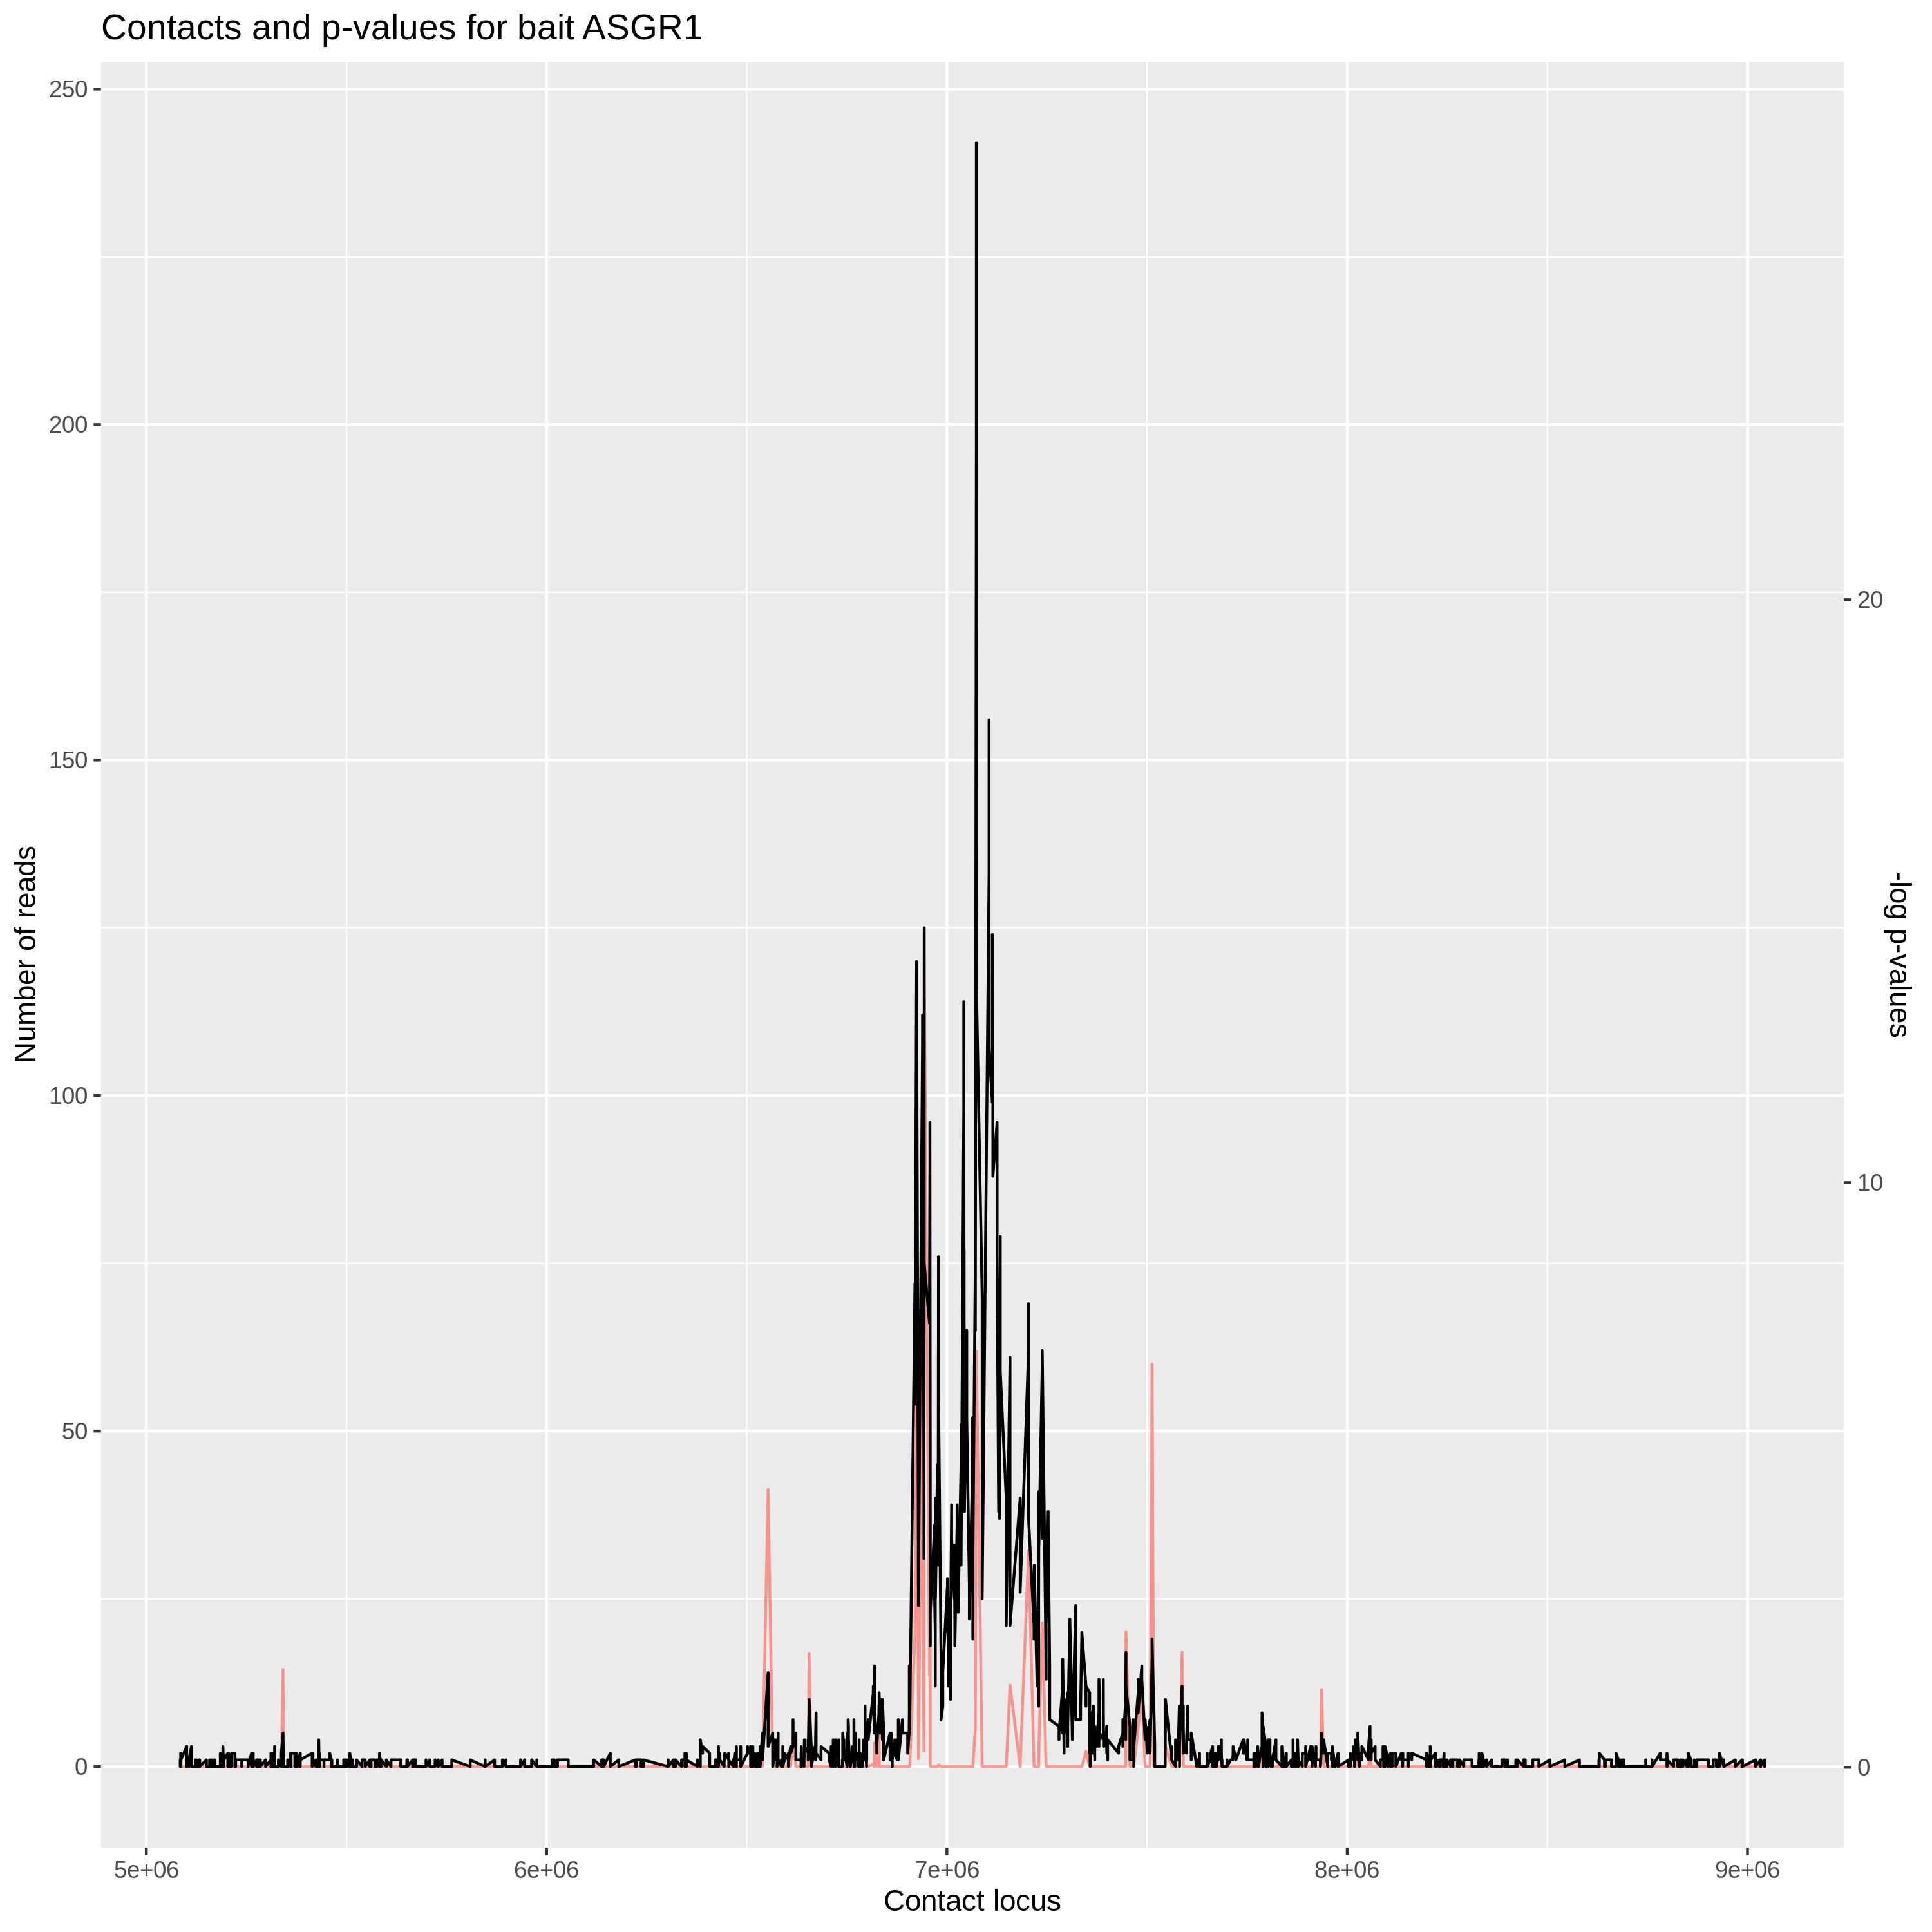 Contacts and p-values for bait ASGR1
250
200
150
100
50
0
Number of reads
20
10
0
-log p-values
5e+06
6e+06
7e+06
8e+06
9e+06
Contact locus